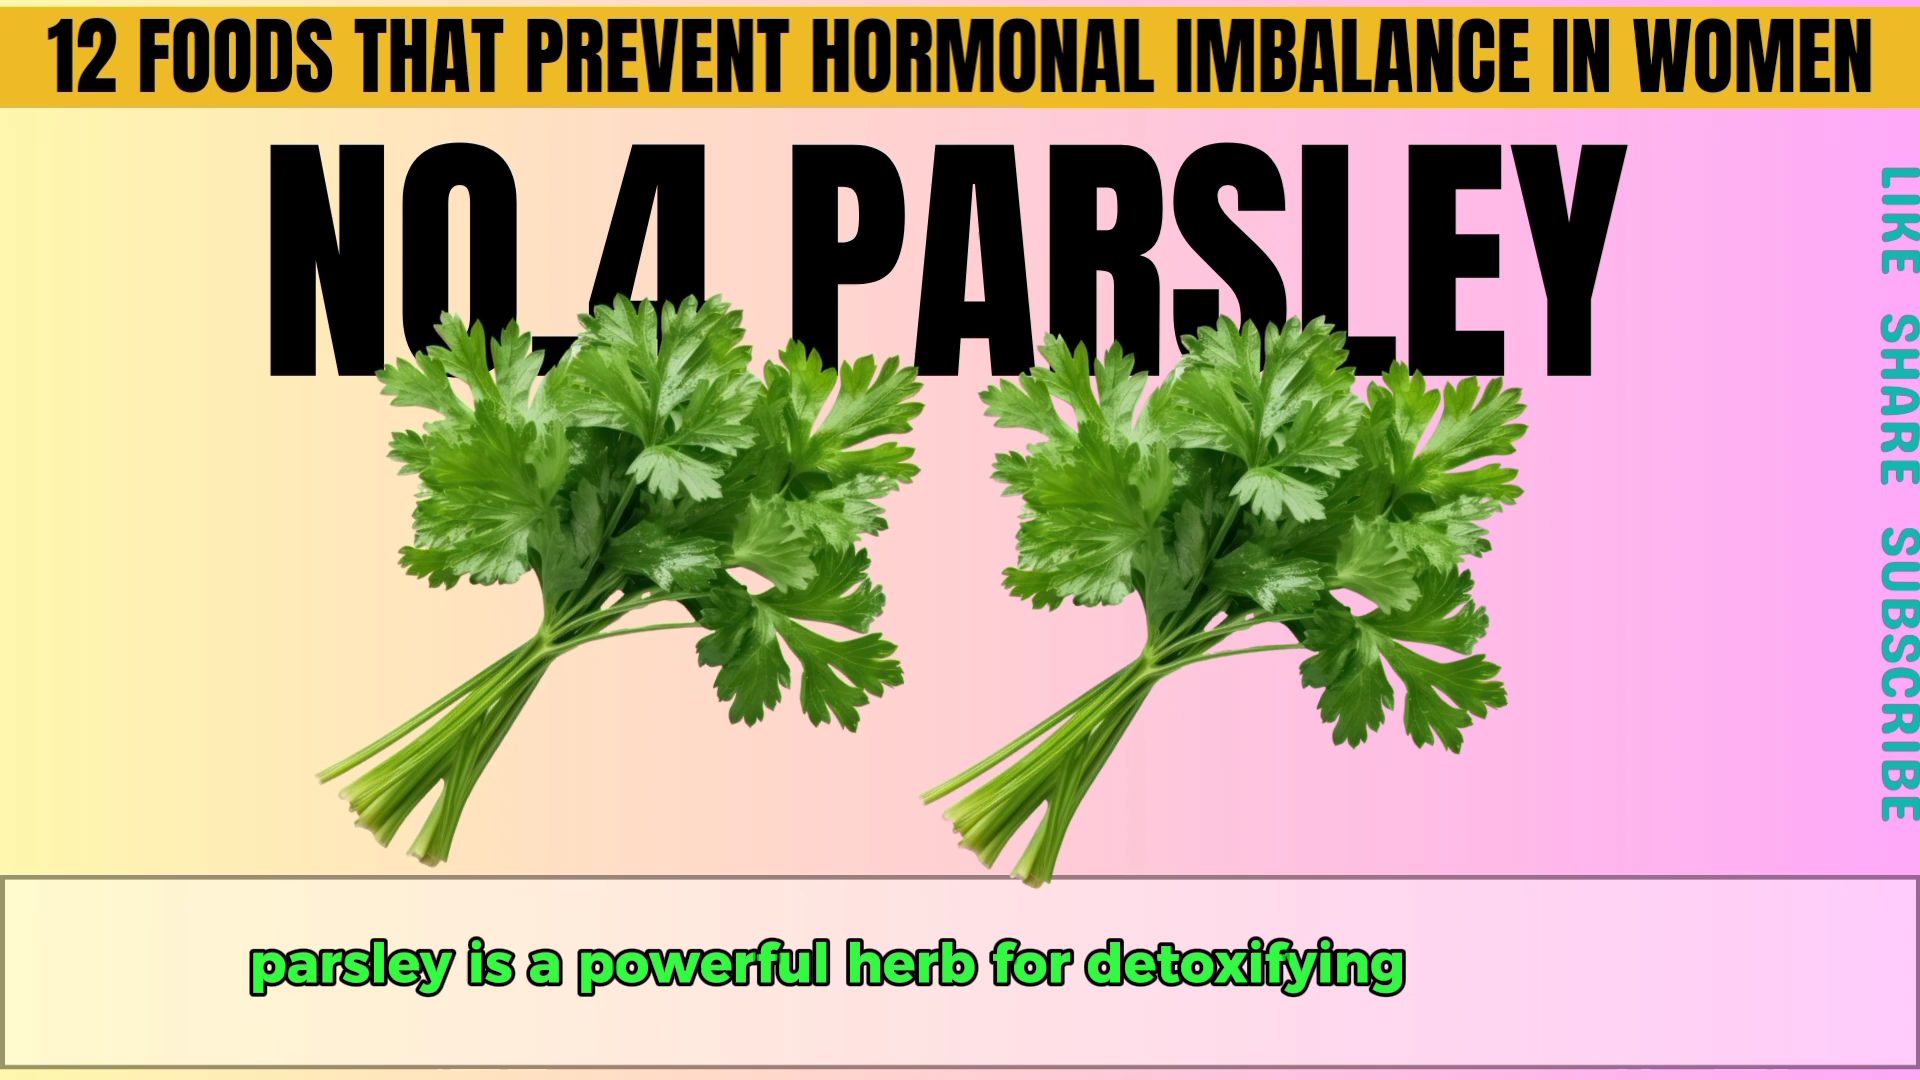 12 FOODS THAT PREVENT HORMONAL IMBALANCE IN WOMEN
NO.4 PARSLEY
LIKE SHARE SUBSCRIBE
parsley is a powerful herb for detoxifying